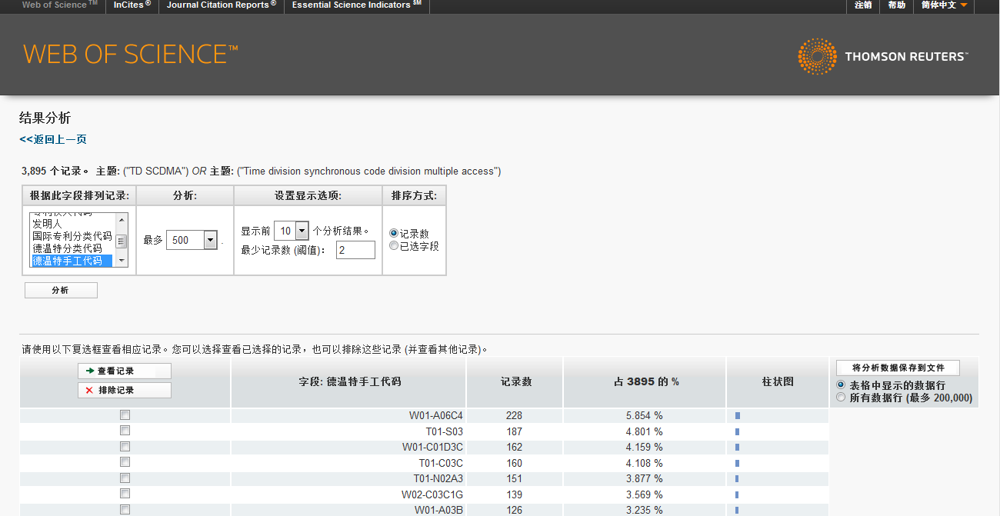 Web of Science™ InCites® Journal Citation Reports® Essential Science Indicators℠ 注销 帮助 简体中文
WEB OF SCIENCE™
THOMSON REUTERS™
结果分析
<<返回上一页
3,895 个记录。 主题: ("TD SCDMA") OR 主题: ("Time division synchronous code division multiple access")
根据此字段排列记录: 分析: 设置显示选项: 排序方式:
专利权人代码
发明人
国际专利分类代码
德温特分类代码
德温特手工代码
最多 500 .
显示前 10 个分析结果。
最少记录数 (阈值): 2
记录数
已选字段
分析
请使用以下复选框查看相应记录。您可以选择查看已选择的记录，也可以排除这些记录 (并查看其他记录)。
查看记录
排除记录
字段: 德温特手工代码 记录数 占 3895 的 % 柱状图
将分析数据保存到文件
表格中显示的数据行
所有数据行 (最多 200,000)
W01-A06C4 228 5.854 %
T01-S03 187 4.801 %
W01-C01D3C 162 4.159 %
T01-C03C 160 4.108 %
T01-N02A3 151 3.877 %
W02-C03C1G 139 3.569 %
W01-A03B 126 3.235 %